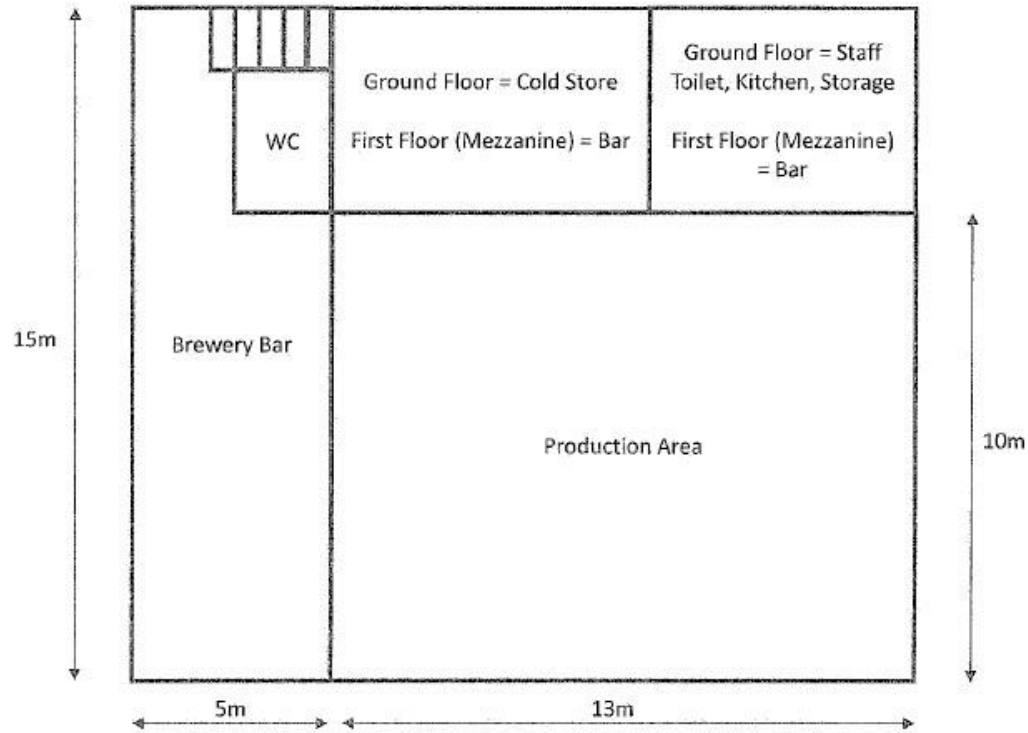 Ground Floor = Cold Store
First Floor (Mezzanine) = Bar
Ground Floor = Staff
Toilet, Kitchen, Storage
First Floor (Mezzanine)
= Bar
WC
15m
Brewery Bar
Production Area
10m
5m
13m